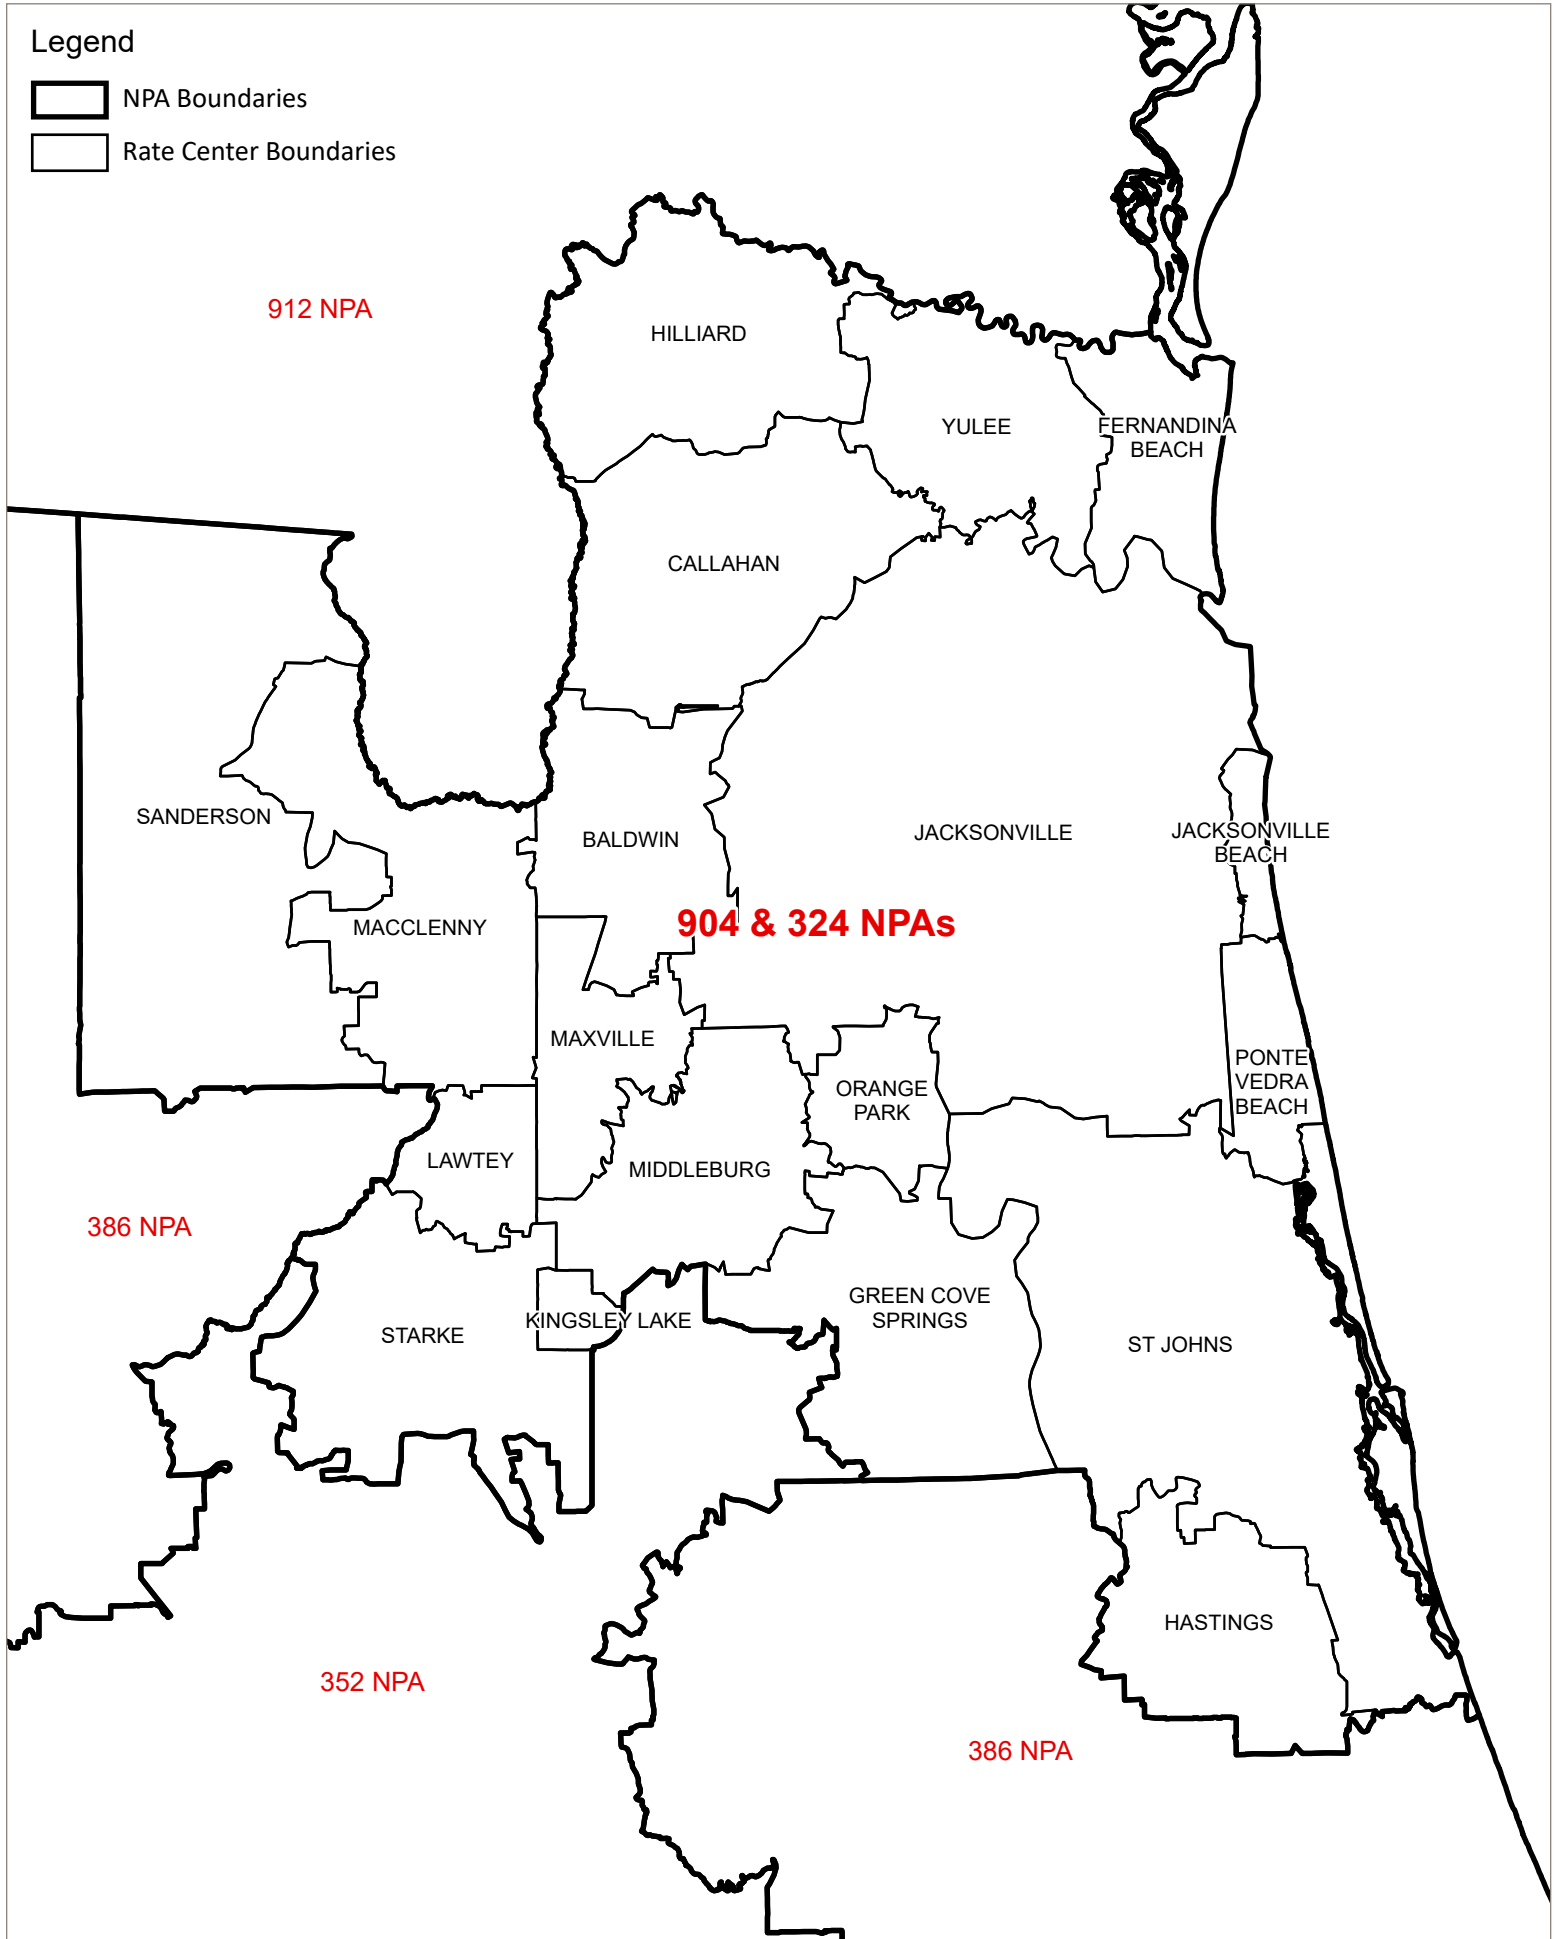 Legend
NPA Boundaries
Rate Center Boundaries
912 NPA
HILLIARD
YULEE
FERNANDINA
BEACH
CALLAHAN
SANDERSON
BALDWIN
JACKSONVILLE
JACKSONVILLE
BEACH
904 & 324 NPAs
MACCLENNY
MAXVILLE
ORANGE
PARK
PONTE
VEDRA
BEACH
LAWTEY
MIDDLEBURG
386 NPA
GREEN COVE
SPRINGS
KINGSLEY LAKE
STARKE
ST JOHNS
HASTINGS
352 NPA
386 NPA